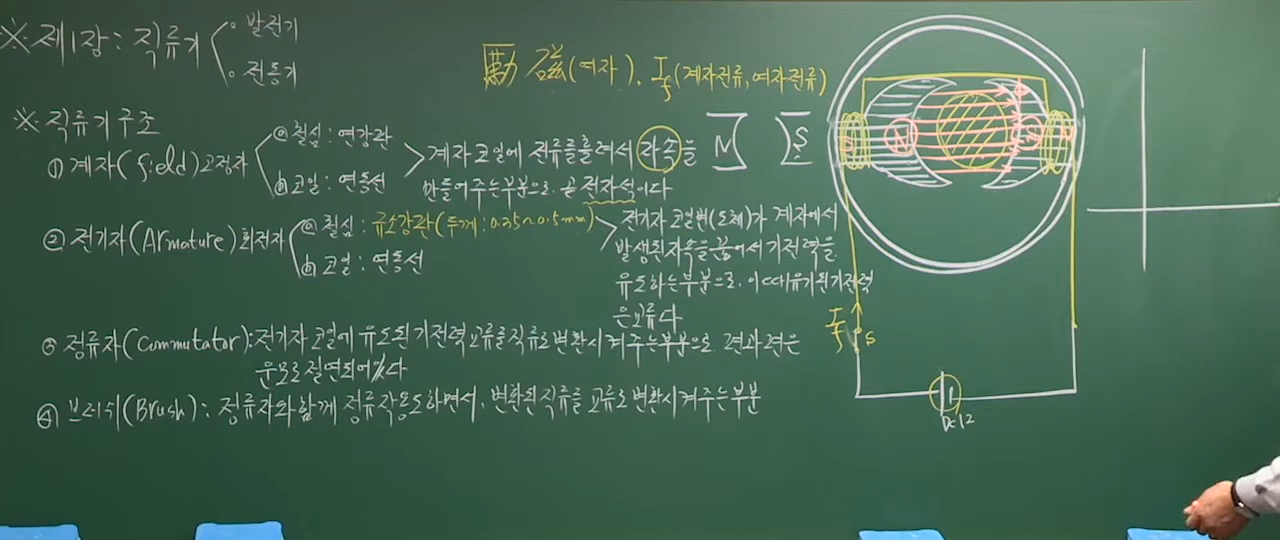 ※ 제1장 : 직류기
◦ 발전기
◦ 전동기
勵磁(여자). If(계자전류, 여자전류)
※ 직류기구조
① 계자(field)고정자
ⓐ 철심 : 연강판
ⓑ 코일 : 연동선
계자코일에 전류를흘려서 자속을
만들어주는부분으로. 곧 전자석이다
N S
② 전기자(Armature)회전자
ⓐ 철심 : 규소강판(두께 : 0.35~0.5mm)
ⓑ 코일 : 연동선
전기자 코일변(도체)가 계자에서
발생된자속을끊어서 기전력을
유도하는부분으로. 이때유기된기전력
은교류다
③ 정류자(Commutator):전기자 코일에 유도된기전력교류를직류로변환시켜주는부분으로. 편과편은
운모로절연되어있다
④ 브러쉬(Brush) : 정류자와함께 정류작용도하면서. 변환된직류를 교류로변환시켜주는부분
N S
If
S
DC12